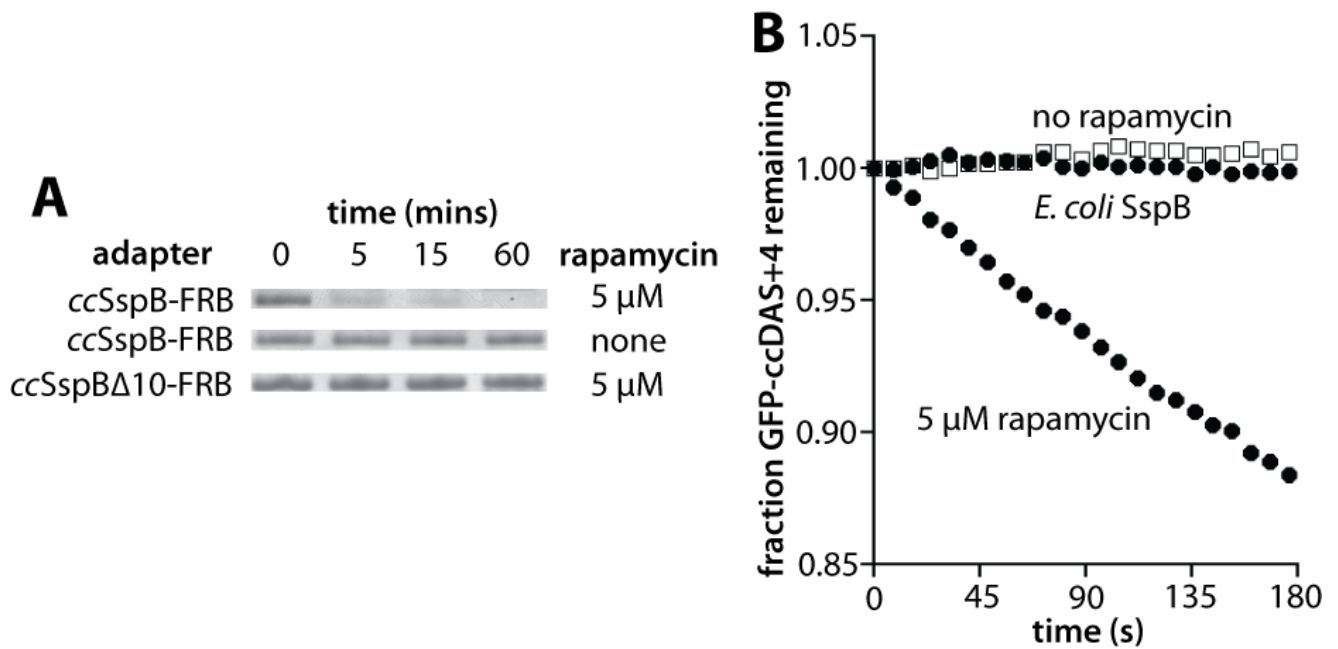 A
time (mins)
adapter 0 5 15 60 rapamycin
ccSspB-FRB 5 μM
ccSspB-FRB none
ccSspBΔ10-FRB 5 μM
B
fraction GFP-ccDAS+4 remaining
1.05
1.00
0.95
0.90
0.85
no rapamycin
E. coli SspB
5 μM rapamycin
0 45 90 135 180
time (s)